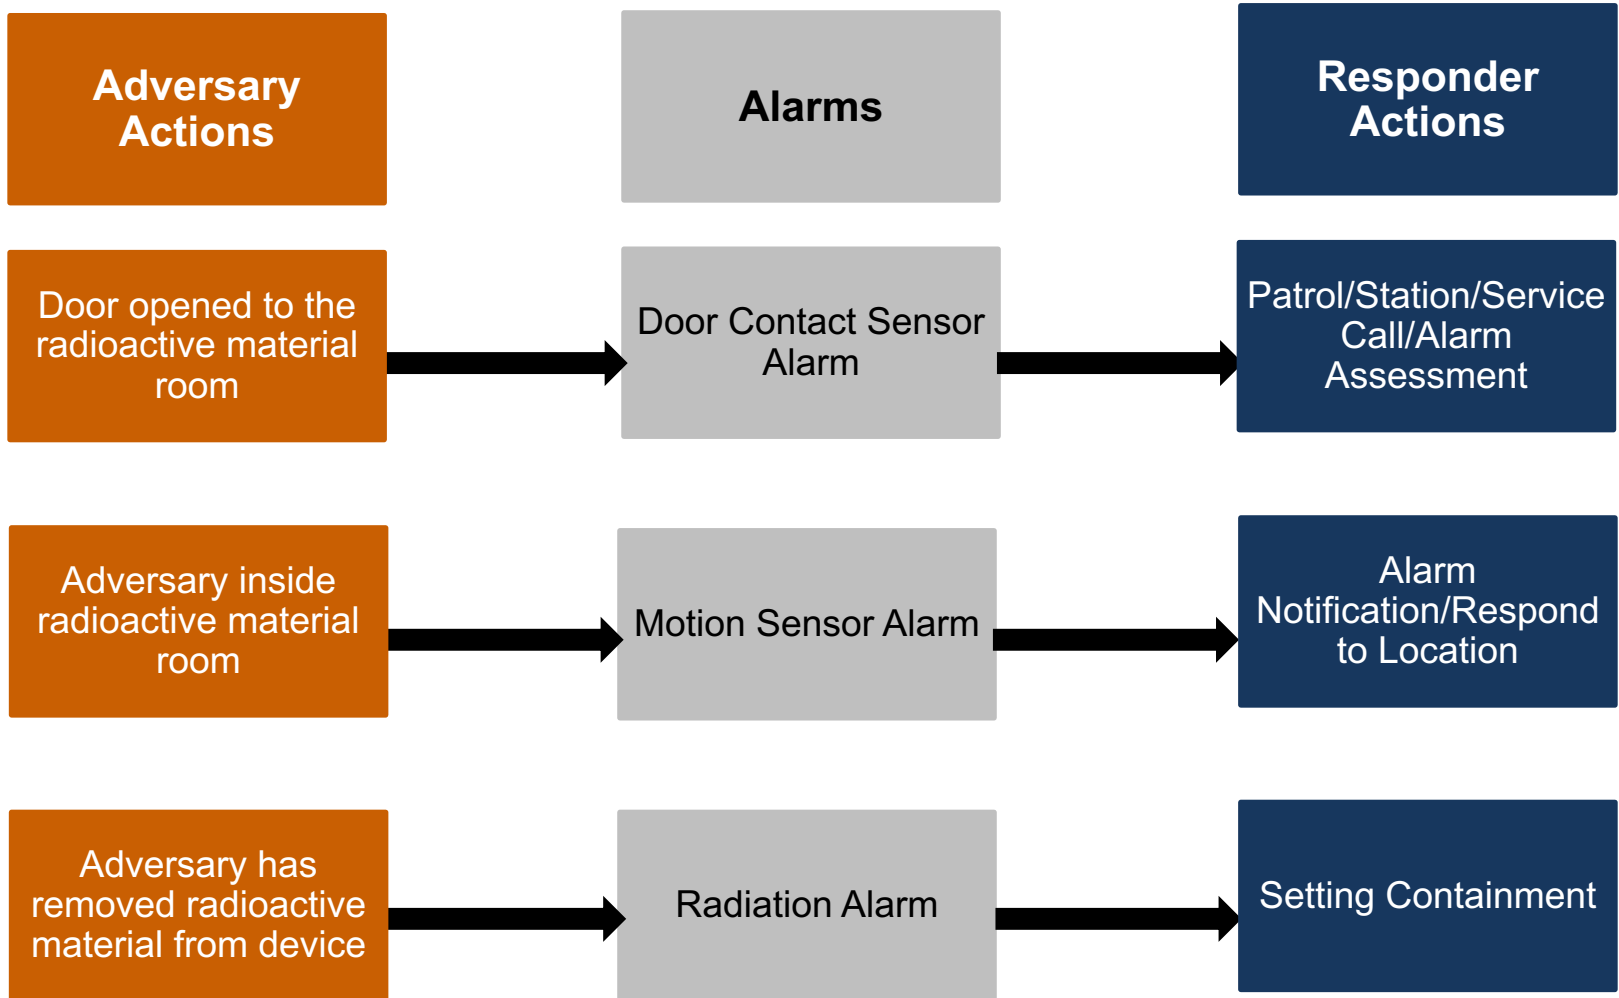 Adversary
Actions
Alarms
Responder
Actions
Door opened to the
radioactive material
room
Door Contact Sensor
Alarm
Patrol/Station/Service
Call/Alarm
Assessment
Adversary inside
radioactive material
room
Motion Sensor Alarm
Alarm
Notification/Respond
to Location
Adversary has
removed radioactive
material from device
Radiation Alarm
Setting Containment